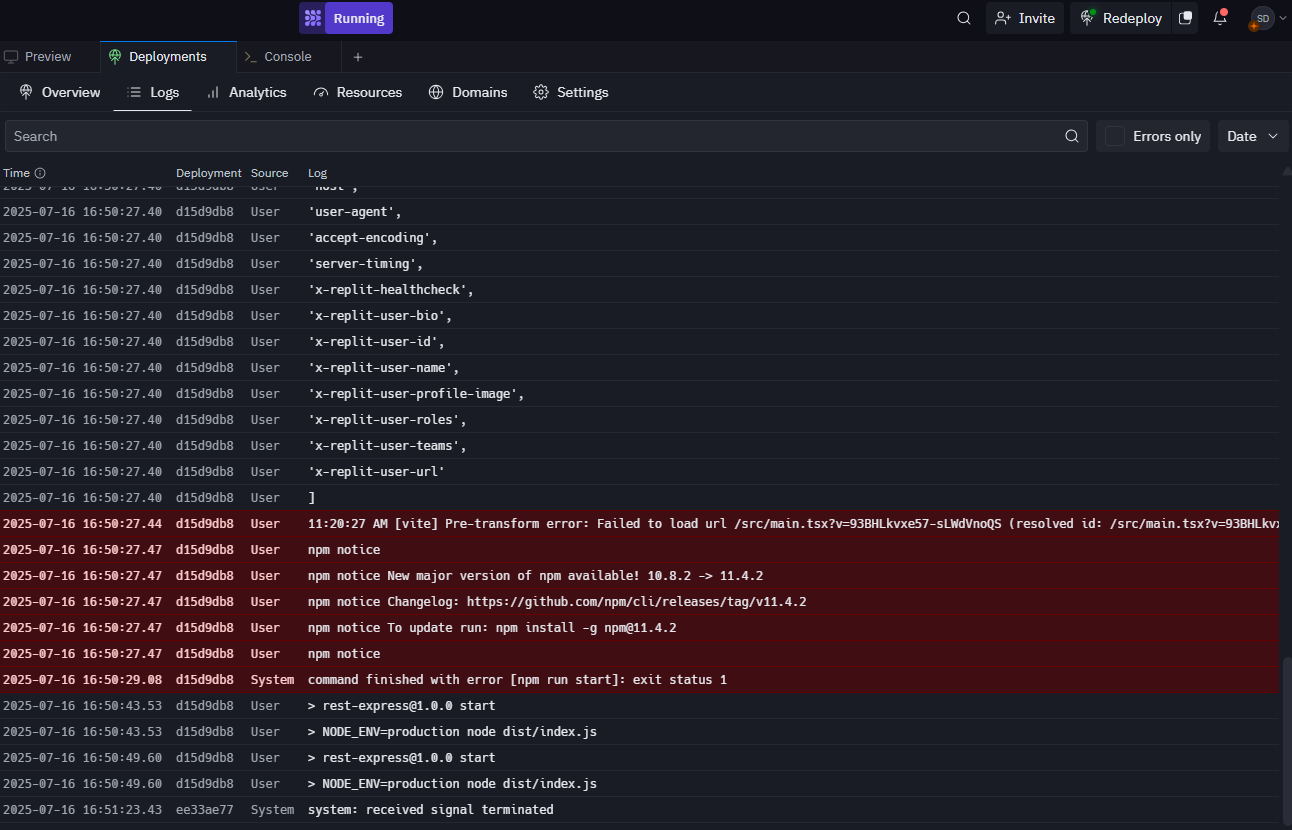 Running
Invite
Redeploy
SD
Preview
Deployments
Console
Overview
Logs
Analytics
Resources
Domains
Settings
Search
Errors only
Date
Time Deployment Source Log
2025-07-16 16:50:27.40 d15d9db8 User 'host',
2025-07-16 16:50:27.40 d15d9db8 User 'user-agent',
2025-07-16 16:50:27.40 d15d9db8 User 'accept-encoding',
2025-07-16 16:50:27.40 d15d9db8 User 'server-timing',
2025-07-16 16:50:27.40 d15d9db8 User 'x-replit-healthcheck',
2025-07-16 16:50:27.40 d15d9db8 User 'x-replit-user-bio',
2025-07-16 16:50:27.40 d15d9db8 User 'x-replit-user-id',
2025-07-16 16:50:27.40 d15d9db8 User 'x-replit-user-name',
2025-07-16 16:50:27.40 d15d9db8 User 'x-replit-user-profile-image',
2025-07-16 16:50:27.40 d15d9db8 User 'x-replit-user-roles',
2025-07-16 16:50:27.40 d15d9db8 User 'x-replit-user-teams',
2025-07-16 16:50:27.40 d15d9db8 User 'x-replit-user-url'
2025-07-16 16:50:27.40 d15d9db8 User ]
2025-07-16 16:50:27.44 d15d9db8 User 11:20:27 AM [vite] Pre-transform error: Failed to load url /src/main.tsx?v=93BHLkvxe57-sLWdVnoQS (resolved id: /src/main.tsx?v=93BHLkvx
2025-07-16 16:50:27.47 d15d9db8 User npm notice
2025-07-16 16:50:27.47 d15d9db8 User npm notice New major version of npm available! 10.8.2 -> 11.4.2
2025-07-16 16:50:27.47 d15d9db8 User npm notice Changelog: https://github.com/npm/cli/releases/tag/v11.4.2
2025-07-16 16:50:27.47 d15d9db8 User npm notice To update run: npm install -g npm@11.4.2
2025-07-16 16:50:27.47 d15d9db8 User npm notice
2025-07-16 16:50:29.08 d15d9db8 System command finished with error [npm run start]: exit status 1
2025-07-16 16:50:43.53 d15d9db8 User > rest-express@1.0.0 start
2025-07-16 16:50:43.53 d15d9db8 User > NODE_ENV=production node dist/index.js
2025-07-16 16:50:49.60 d15d9db8 User > rest-express@1.0.0 start
2025-07-16 16:50:49.60 d15d9db8 User > NODE_ENV=production node dist/index.js
2025-07-16 16:51:23.43 ee33ae77 System system: received signal terminated